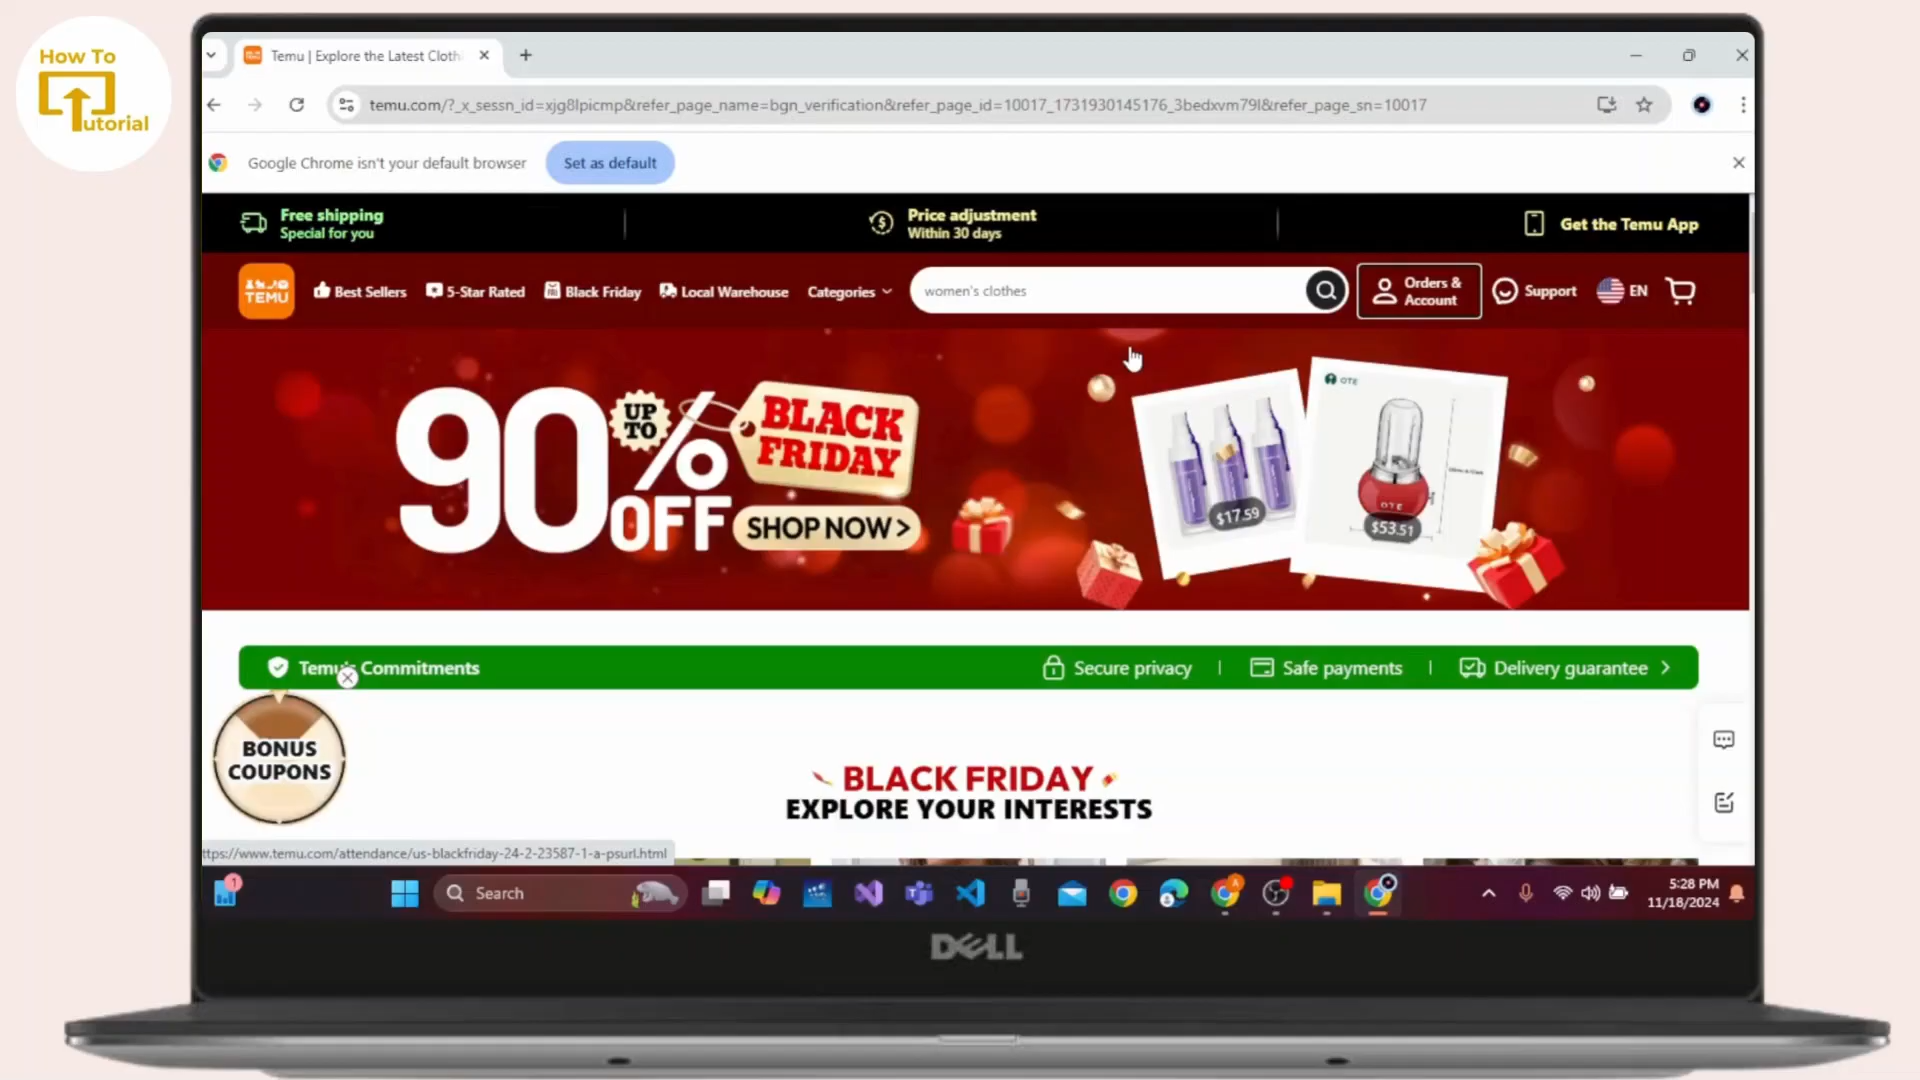 How To
utorial
Temu | Explore the Latest Cloth
temu.com/?_x_sessn_id=xjg8lpicmp&refer_page_name=bgn_verification&refer_page_id=10017_1731930145176_3bedxvm79l&refer_page_sn=10017
Google Chrome isn't your default browser
Set as default
Free shipping
Special for you
Price adjustment
Within 30 days
Get the Temu App
TEMU
Best Sellers
5-Star Rated
Black Friday
Local Warehouse
Categories
women's clothes
Orders &
Account
Support
EN
90% OFF
UP TO
BLACK
FRIDAY
SHOP NOW >
$17.59
OTE
OTE
$53.51
Temu's Commitments
Secure privacy
Safe payments
Delivery guarantee
BONUS
COUPONS
BLACK FRIDAY
EXPLORE YOUR INTERESTS
ttps://www.temu.com/attendance/us-blackfriday-24-2-23587-1-a-psurl.html
1
Search
5:28 PM
11/18/2024
DELL